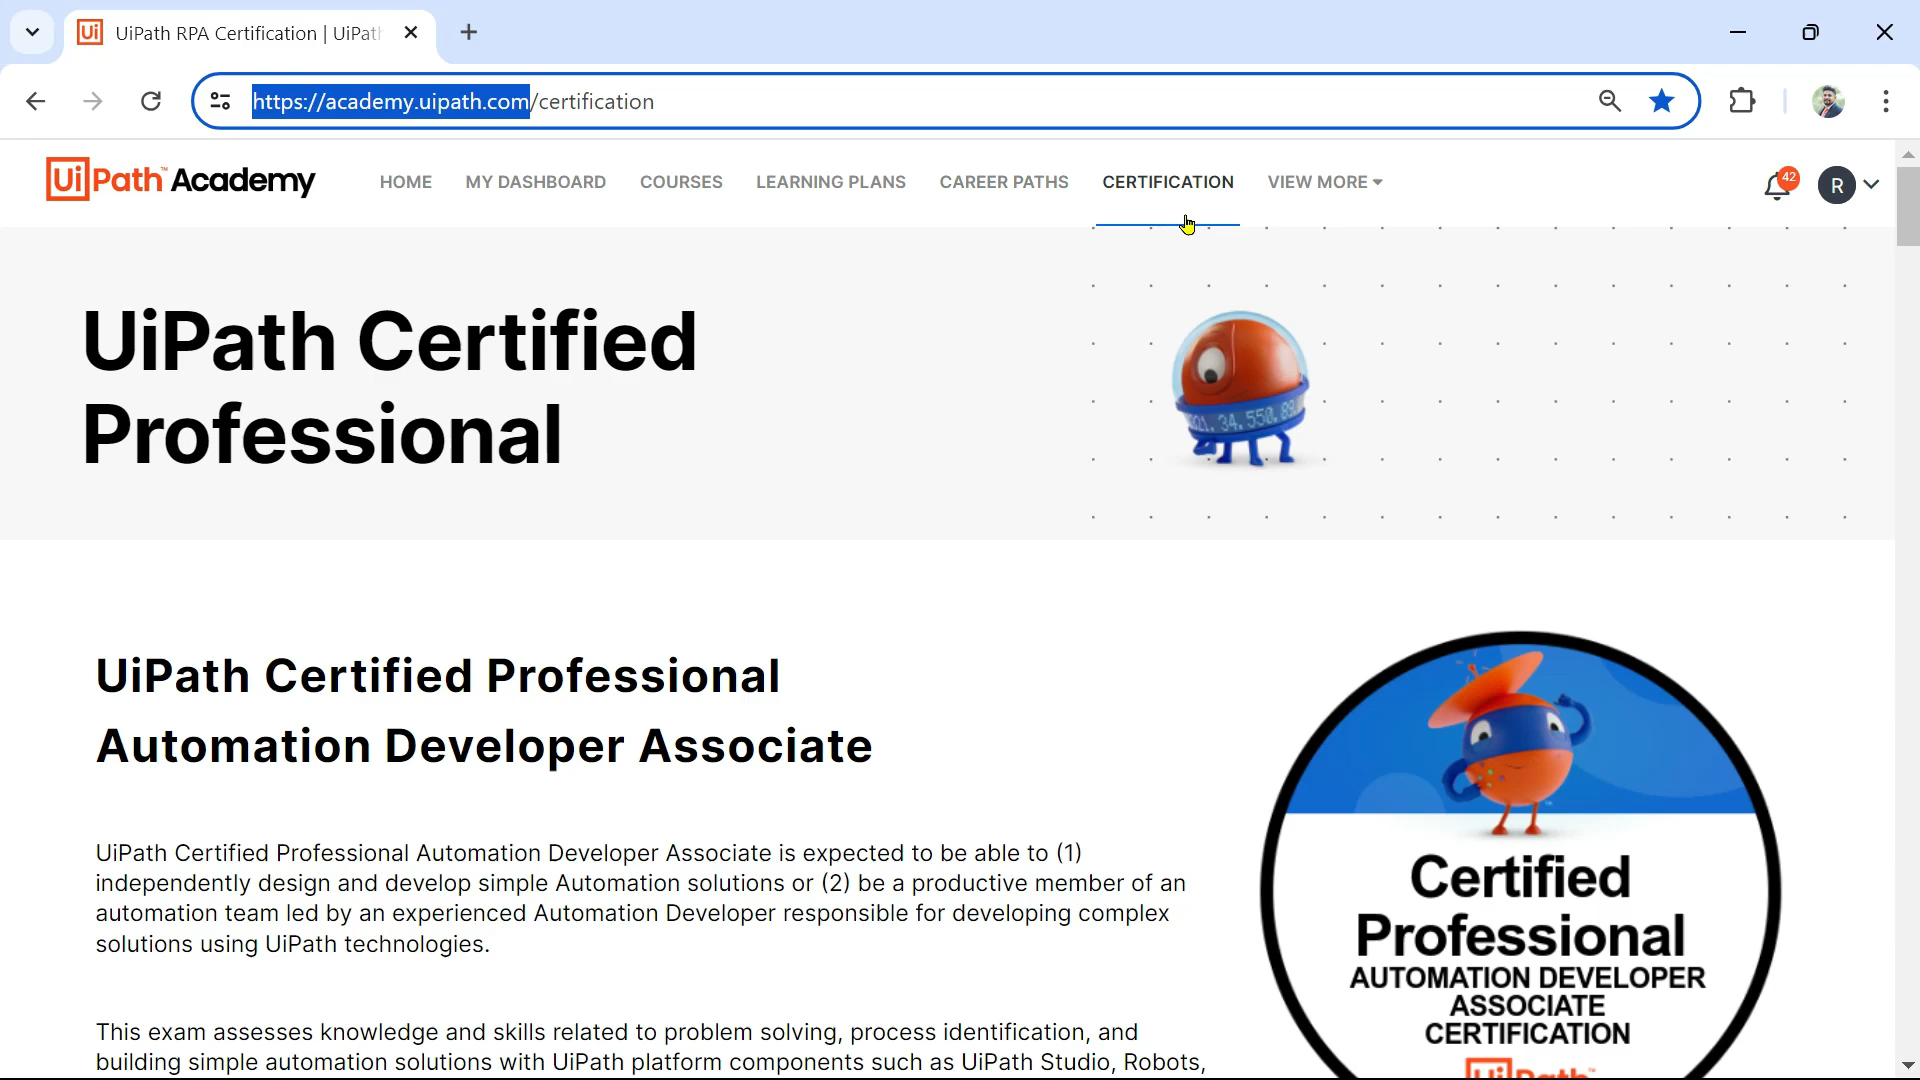 UiPath RPA Certification | UiPath
https://academy.uipath.com/certification
UiPath™ Academy
HOME MY DASHBOARD COURSES LEARNING PLANS CAREER PATHS CERTIFICATION VIEW MORE 42 R
UiPath Certified
Professional
UiPath Certified Professional
Automation Developer Associate
UiPath Certified Professional Automation Developer Associate is expected to be able to (1)
independently design and develop simple Automation solutions or (2) be a productive member of an
automation team led by an experienced Automation Developer responsible for developing complex
solutions using UiPath technologies.
This exam assesses knowledge and skills related to problem solving, process identification, and
building simple automation solutions with UiPath platform components such as UiPath Studio, Robots,
Certified
Professional
AUTOMATION DEVELOPER
ASSOCIATE
CERTIFICATION
UiPath™